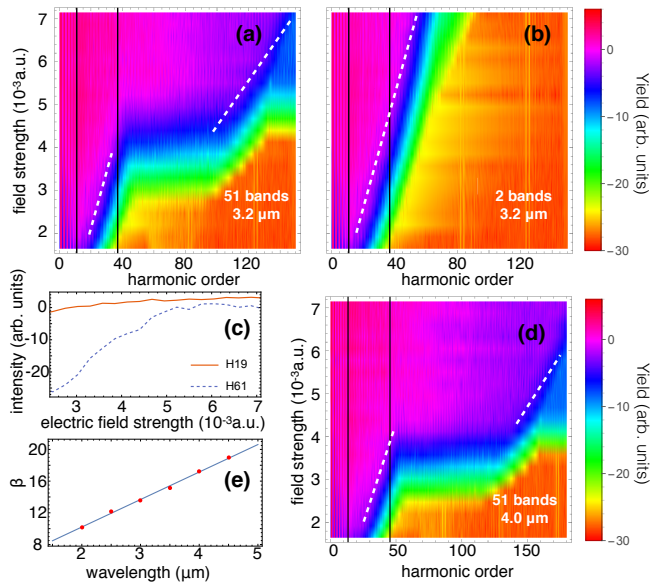 (a)
7
6
5
4
3
2
field strength (10⁻³a.u.)
51 bands
3.2 μm
0 40 80 120
harmonic order
(b)
2 bands
3.2 μm
0 40 80 120
harmonic order
0
-10
-20
-30
Yield (arb. units)
(c)
0
-10
-20
intensity (arb. units)
H19
H61
3 4 5 6 7
electric field strength (10⁻³a.u.)
(d)
7
6
5
4
3
2
field strength (10⁻³a.u.)
51 bands
4.0 μm
0 50 100 150
harmonic order
0
-10
-20
-30
Yield (arb. units)
(e)
20
16
12
8
β
2 3 4 5
wavelength (μm)